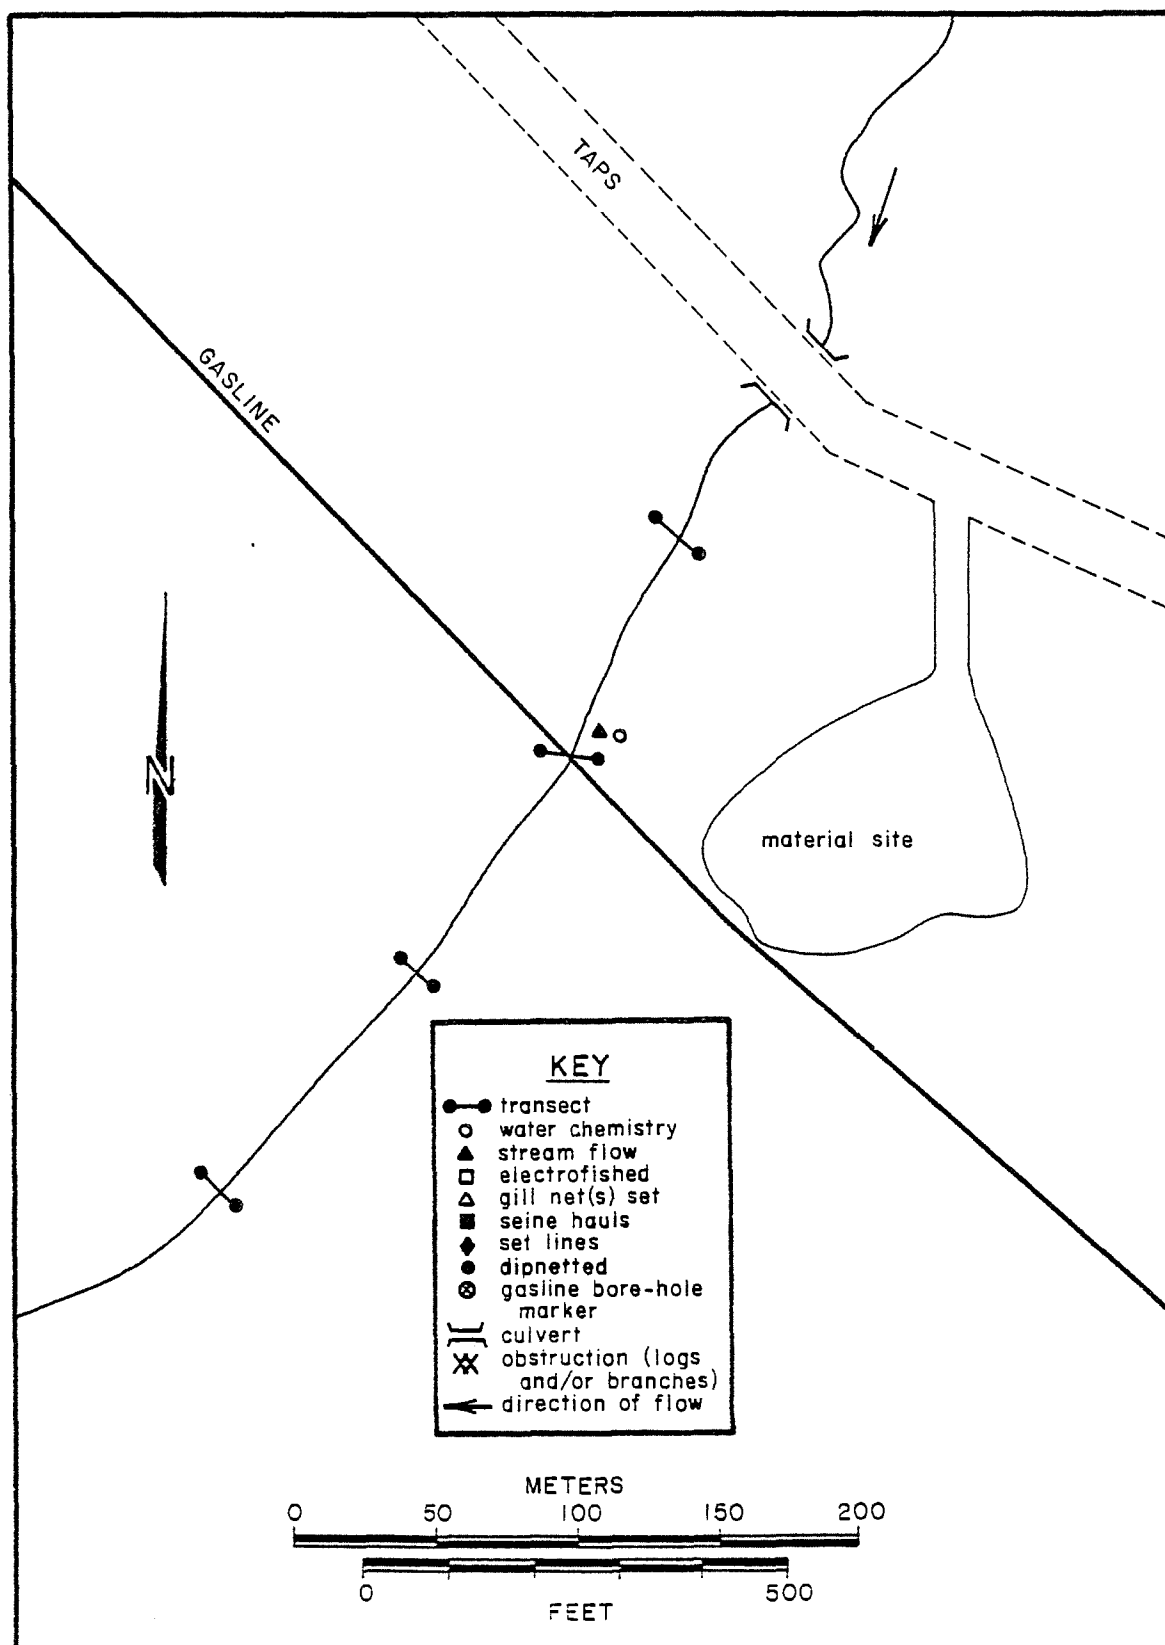 TAPS
GASLINE
N
material site
KEY
transect
water chemistry
stream flow
electrofished
gill net(s) set
seine hauls
set lines
dipnetted
gasline bore-hole
marker
culvert
obstruction (logs
and/or branches)
direction of flow
METERS
0 50 100 150 200
0 500
FEET